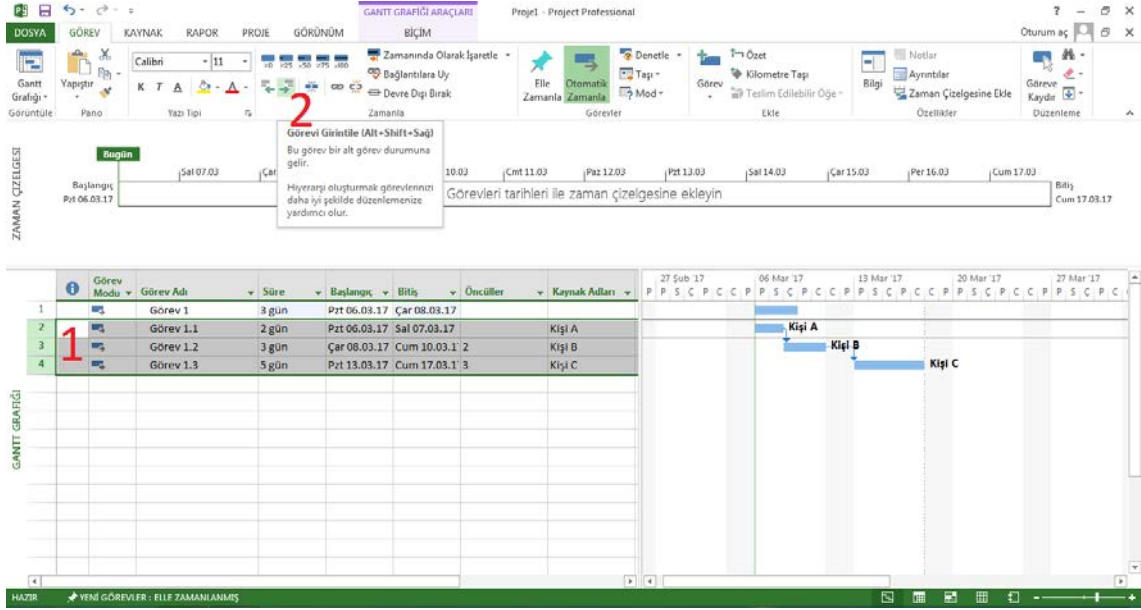 GANTT GRAFİĞİ ARAÇLARI
Proje1 - Project Professional
DOSYA GÖREV KAYNAK RAPOR PROJE GÖRÜNÜM BİÇİM Oturum aç
Gantt Grafiği
Görüntüle
Yapıştır
Pano
Calibri 11
K T A A
Yazı Tipi
Zamanında Olarak İşaretle
Bağlantılara Uy
Devre Dışı Bırak
Zamanla
Elle Zamanla
Otomatik Zamanla
Denetle
Taşı
Mod
Görevler
Görev
Özet
Kilometre Taşı
Teslim Edilebilir Öğe
Ekle
Bilgi
Notlar
Ayrıntılar
Zaman Çizelgesine Ekle
Özellikler
Göreve Kaydır
Düzenleme
2
Görevi Girintile (Alt+Shift+Sağ)
Bu görev bir alt görev durumuna
gelir.
Hiyerarşi oluşturmak görevlerinizi
daha iyi şekilde düzenlemenize
yardımcı olur.
ZAMAN ÇİZELGESİ
Bugün
Sal 07.03 Çar 10.03 Cmt 11.03 Paz 12.03 Pzt 13.03 Sal 14.03 Çar 15.03 Per 16.03 Cum 17.03
Başlangıç
Pzt 06.03.17
Görevleri tarihleri ile zaman çizelgesine ekleyin
Bitiş
Cum 17.03.17
Görev Modu Görev Adı Süre Başlangıç Bitiş Öncüller Kaynak Adları
27 Şub '17 06 Mar '17 13 Mar '17 20 Mar '17 27 Mar '17
P P S Ç P C C P P S Ç P C C P P S Ç P C C P P S Ç P C C P P S Ç P C
1 Görev 1 3 gün Pzt 06.03.17 Çar 08.03.17
2 Görev 1.1 2 gün Pzt 06.03.17 Sal 07.03.17 Kişi A
3 Görev 1.2 3 gün Çar 08.03.17 Cum 10.03.1 2 Kişi B
4 Görev 1.3 5 gün Pzt 13.03.17 Cum 17.03.1 3 Kişi C
1
Kişi A
Kişi B
Kişi C
GANTT GRAFİĞİ
HAZIR YENİ GÖREVLER : ELLE ZAMANLANMIŞ